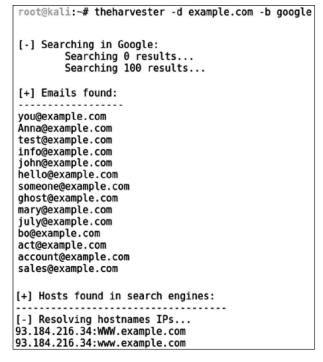 root@kali:~# theharvester -d example.com -b google
[-] Searching in Google:
Searching 0 results...
Searching 100 results...
[+] Emails found:
------------------
you@example.com
Anna@example.com
test@example.com
info@example.com
john@example.com
hello@example.com
someone@example.com
ghost@example.com
mary@example.com
july@example.com
bo@example.com
act@example.com
account@example.com
sales@example.com
[+] Hosts found in search engines:
------------------------------------
[-] Resolving hostnames IPs...
93.184.216.34:WWW.example.com
93.184.216.34:www.example.com